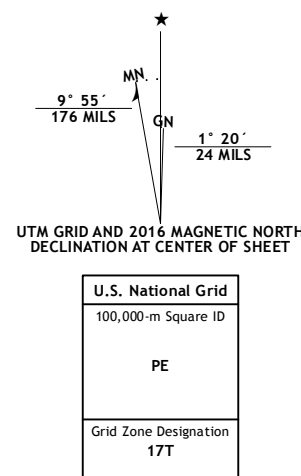 ★
MN
GN
9° 55´
176 MILS
1° 20´
24 MILS
UTM GRID AND 2016 MAGNETIC NORTH
DECLINATION AT CENTER OF SHEET
U.S. National Grid
100,000-m Square ID
PE
Grid Zone Designation
17T